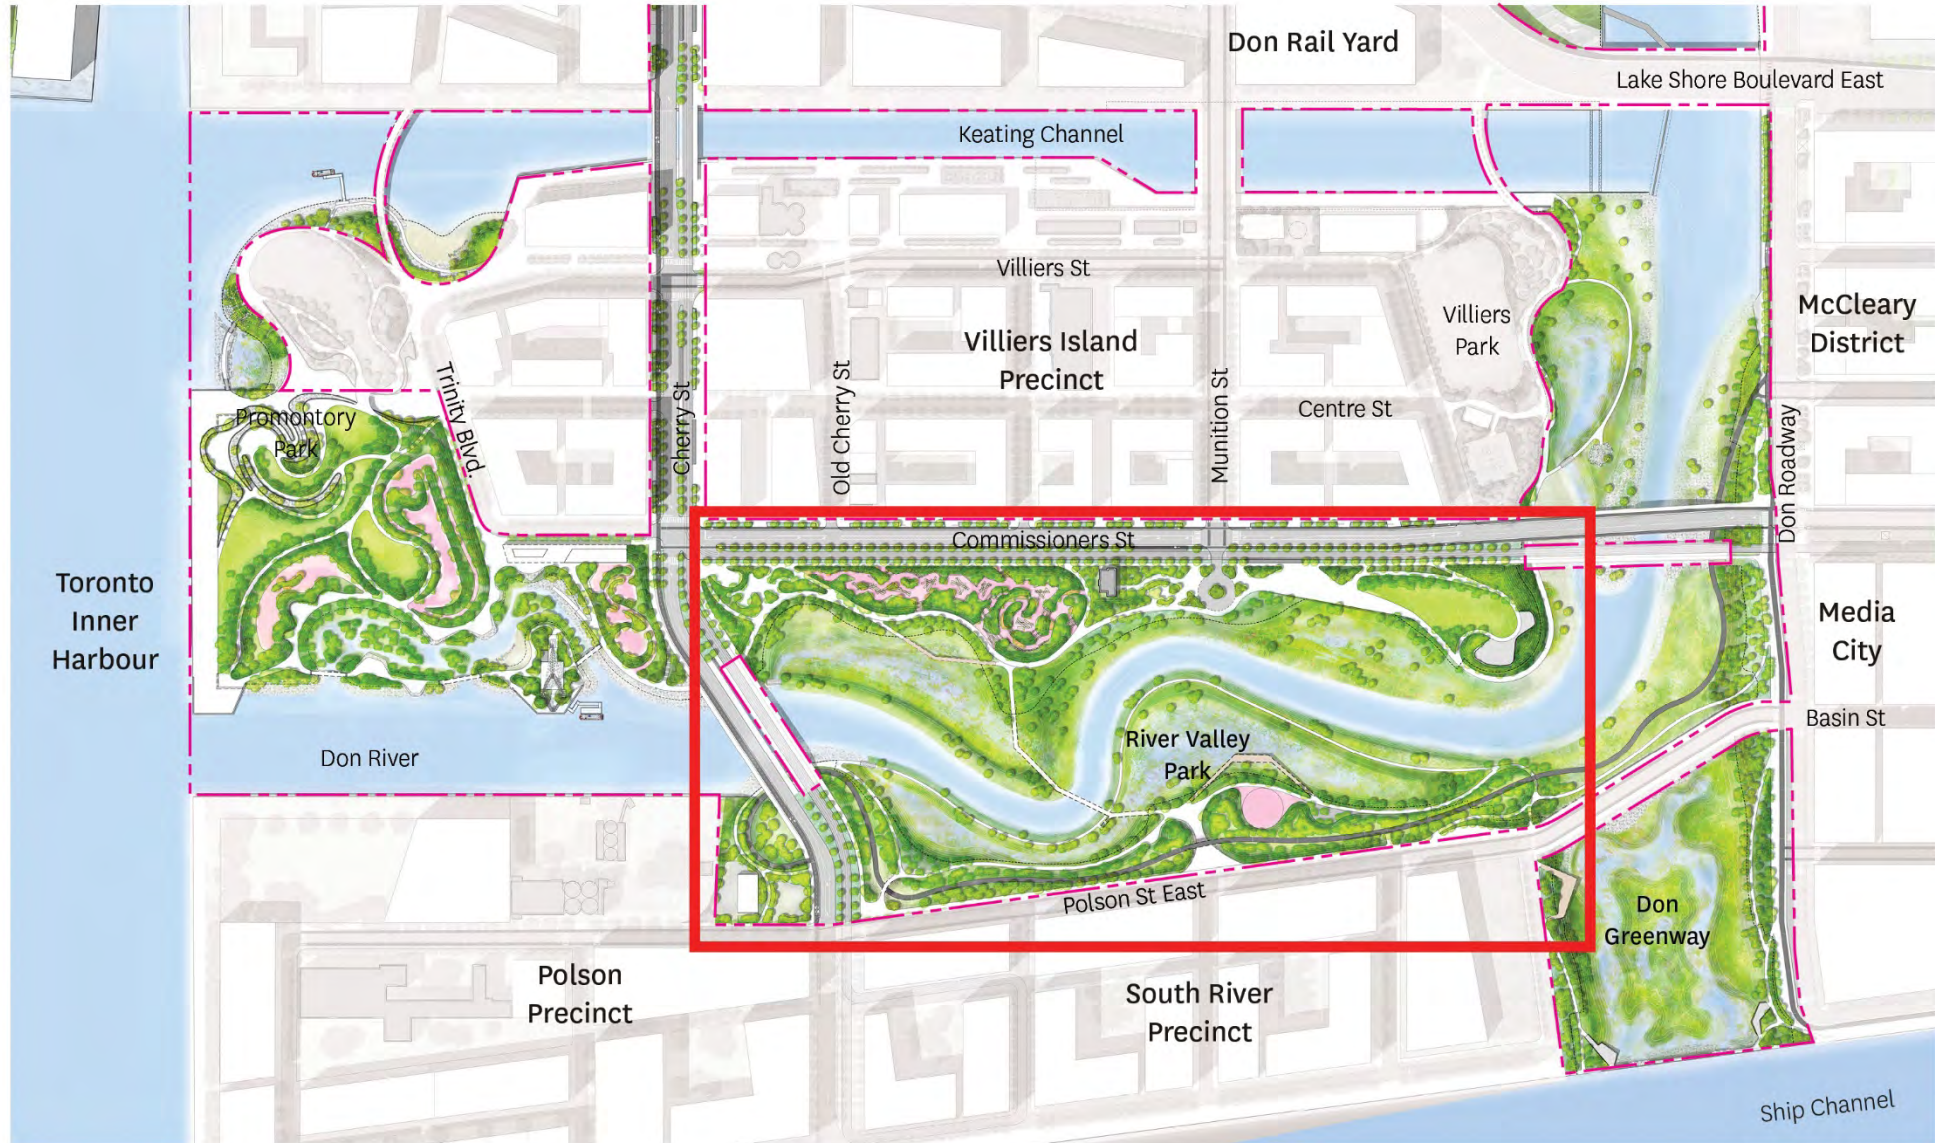 Don Rail Yard
Lake Shore Boulevard East
Keating Channel
Villiers St
Villiers
Park
McCleary
District
Villiers Island
Precinct
Trinity Blvd.
Cherry St
Old Cherry St
Munition St
Centre St
Don Roadway
Promontory
Park
Commissioners St
Toronto
Inner
Harbour
Media
City
Basin St
River Valley
Park
Don River
Polson St East
Don
Greenway
Polson
Precinct
South River
Precinct
Ship Channel